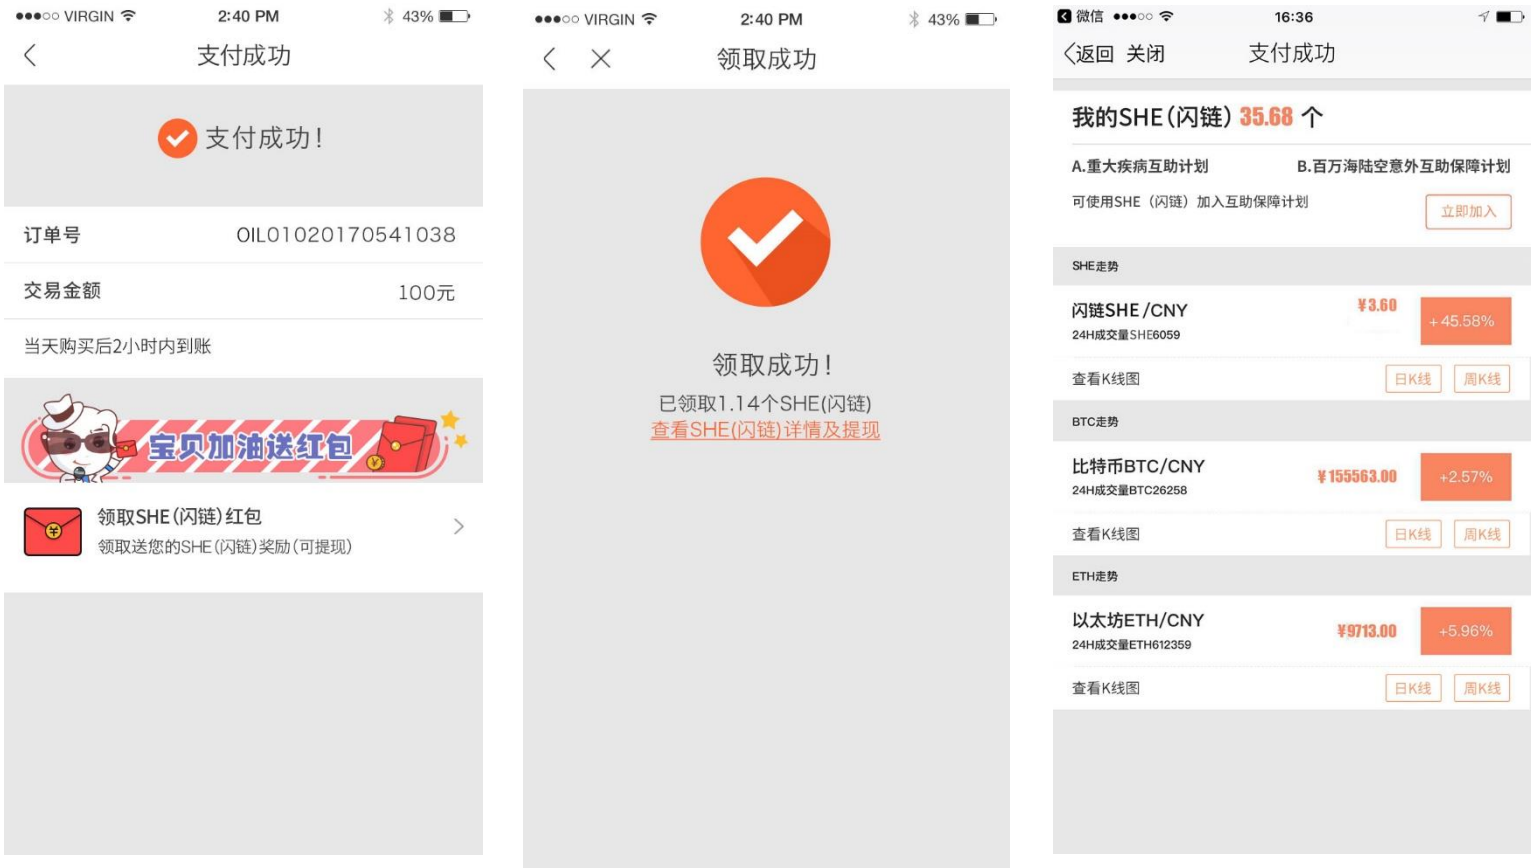 VIRGIN 2:40 PM 43%
支付成功
支付成功!
订单号 OIL01020170541038
交易金额 100元
当天购买后2小时内到账
宝贝加油送红包
领取SHE(闪链)红包
领取送您的SHE(闪链)奖励(可提现)
VIRGIN 2:40 PM 43%
领取成功
领取成功!
已领取1.14个SHE(闪链)
查看SHE(闪链)详情及提现
微信 16:36
返回 关闭 支付成功
我的SHE(闪链) 35.68 个
A.重大疾病互助计划 B.百万海陆空意外互助保障计划
可使用SHE(闪链)加入互助保障计划 立即加入
SHE走势
闪链SHE/CNY ¥3.60 +45.58%
24H成交量SHE6059
查看K线图 日K线 周K线
BTC走势
比特币BTC/CNY ¥155563.00 +2.57%
24H成交量BTC26258
查看K线图 日K线 周K线
ETH走势
以太坊ETH/CNY ¥9713.00 +5.96%
24H成交量ETH612359
查看K线图 日K线 周K线